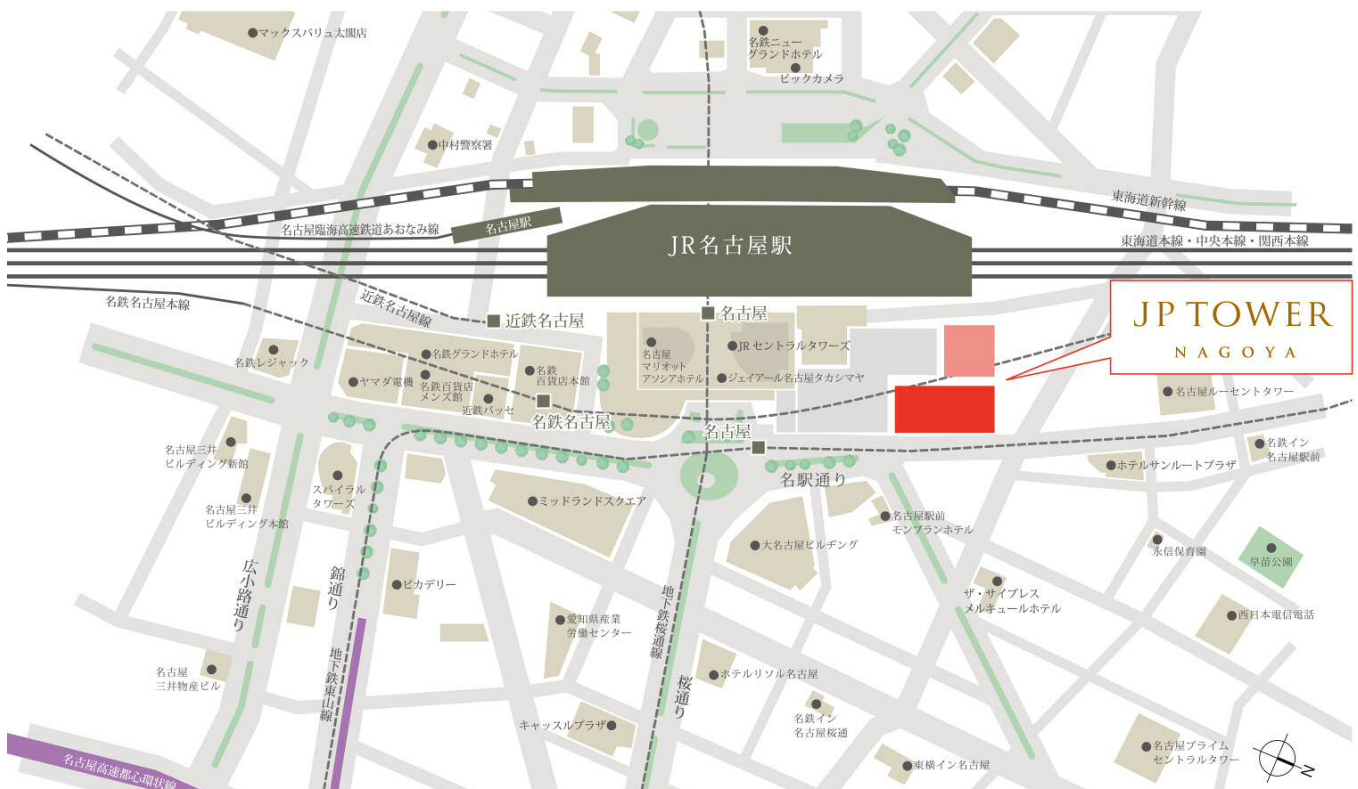 マックスバリュ太閤店
名鉄ニュー
グランドホテル
ビックカメラ
中村警察署
東海道新幹線
名古屋臨海高速鉄道あおなみ線
名古屋駅
JR名古屋駅
東海道本線・中央本線・関西本線
名鉄名古屋本線
近鉄名古屋線
近鉄名古屋
名古屋
JP TOWER
NAGOYA
名鉄レジャック
名鉄グランドホテル
ヤマダ電機
名鉄百貨店
メンズ館
近鉄パッセ
名鉄
百貨店本館
名古屋
マリオット
アソシアホテル
JRセントラルタワーズ
ジェイアール名古屋タカシマヤ
名古屋ルーセントタワー
名鉄名古屋
名古屋
名駅通り
名古屋三井
ビルディング新館
名古屋三井
ビルディング本館
スパイラル
タワーズ
ミッドランドスクエア
大名古屋ビルヂング
名古屋駅前
モンブランホテル
ホテルサンルートプラザ
名鉄イン
名古屋駅前
永信保育園
早苗公園
広小路通り
錦通り
ピカデリー
地下鉄桜通線
ザ・サイプレス
メルキュールホテル
西日本電信電話
愛知県産業
労働センター
地下鉄東山線
名古屋
三井物産ビル
ホテルリソル名古屋
桜通り
キャッスルプラザ
名鉄イン
名古屋桜通
東横イン名古屋
名古屋プライム
セントラルタワー
名古屋高速都心環状線
N